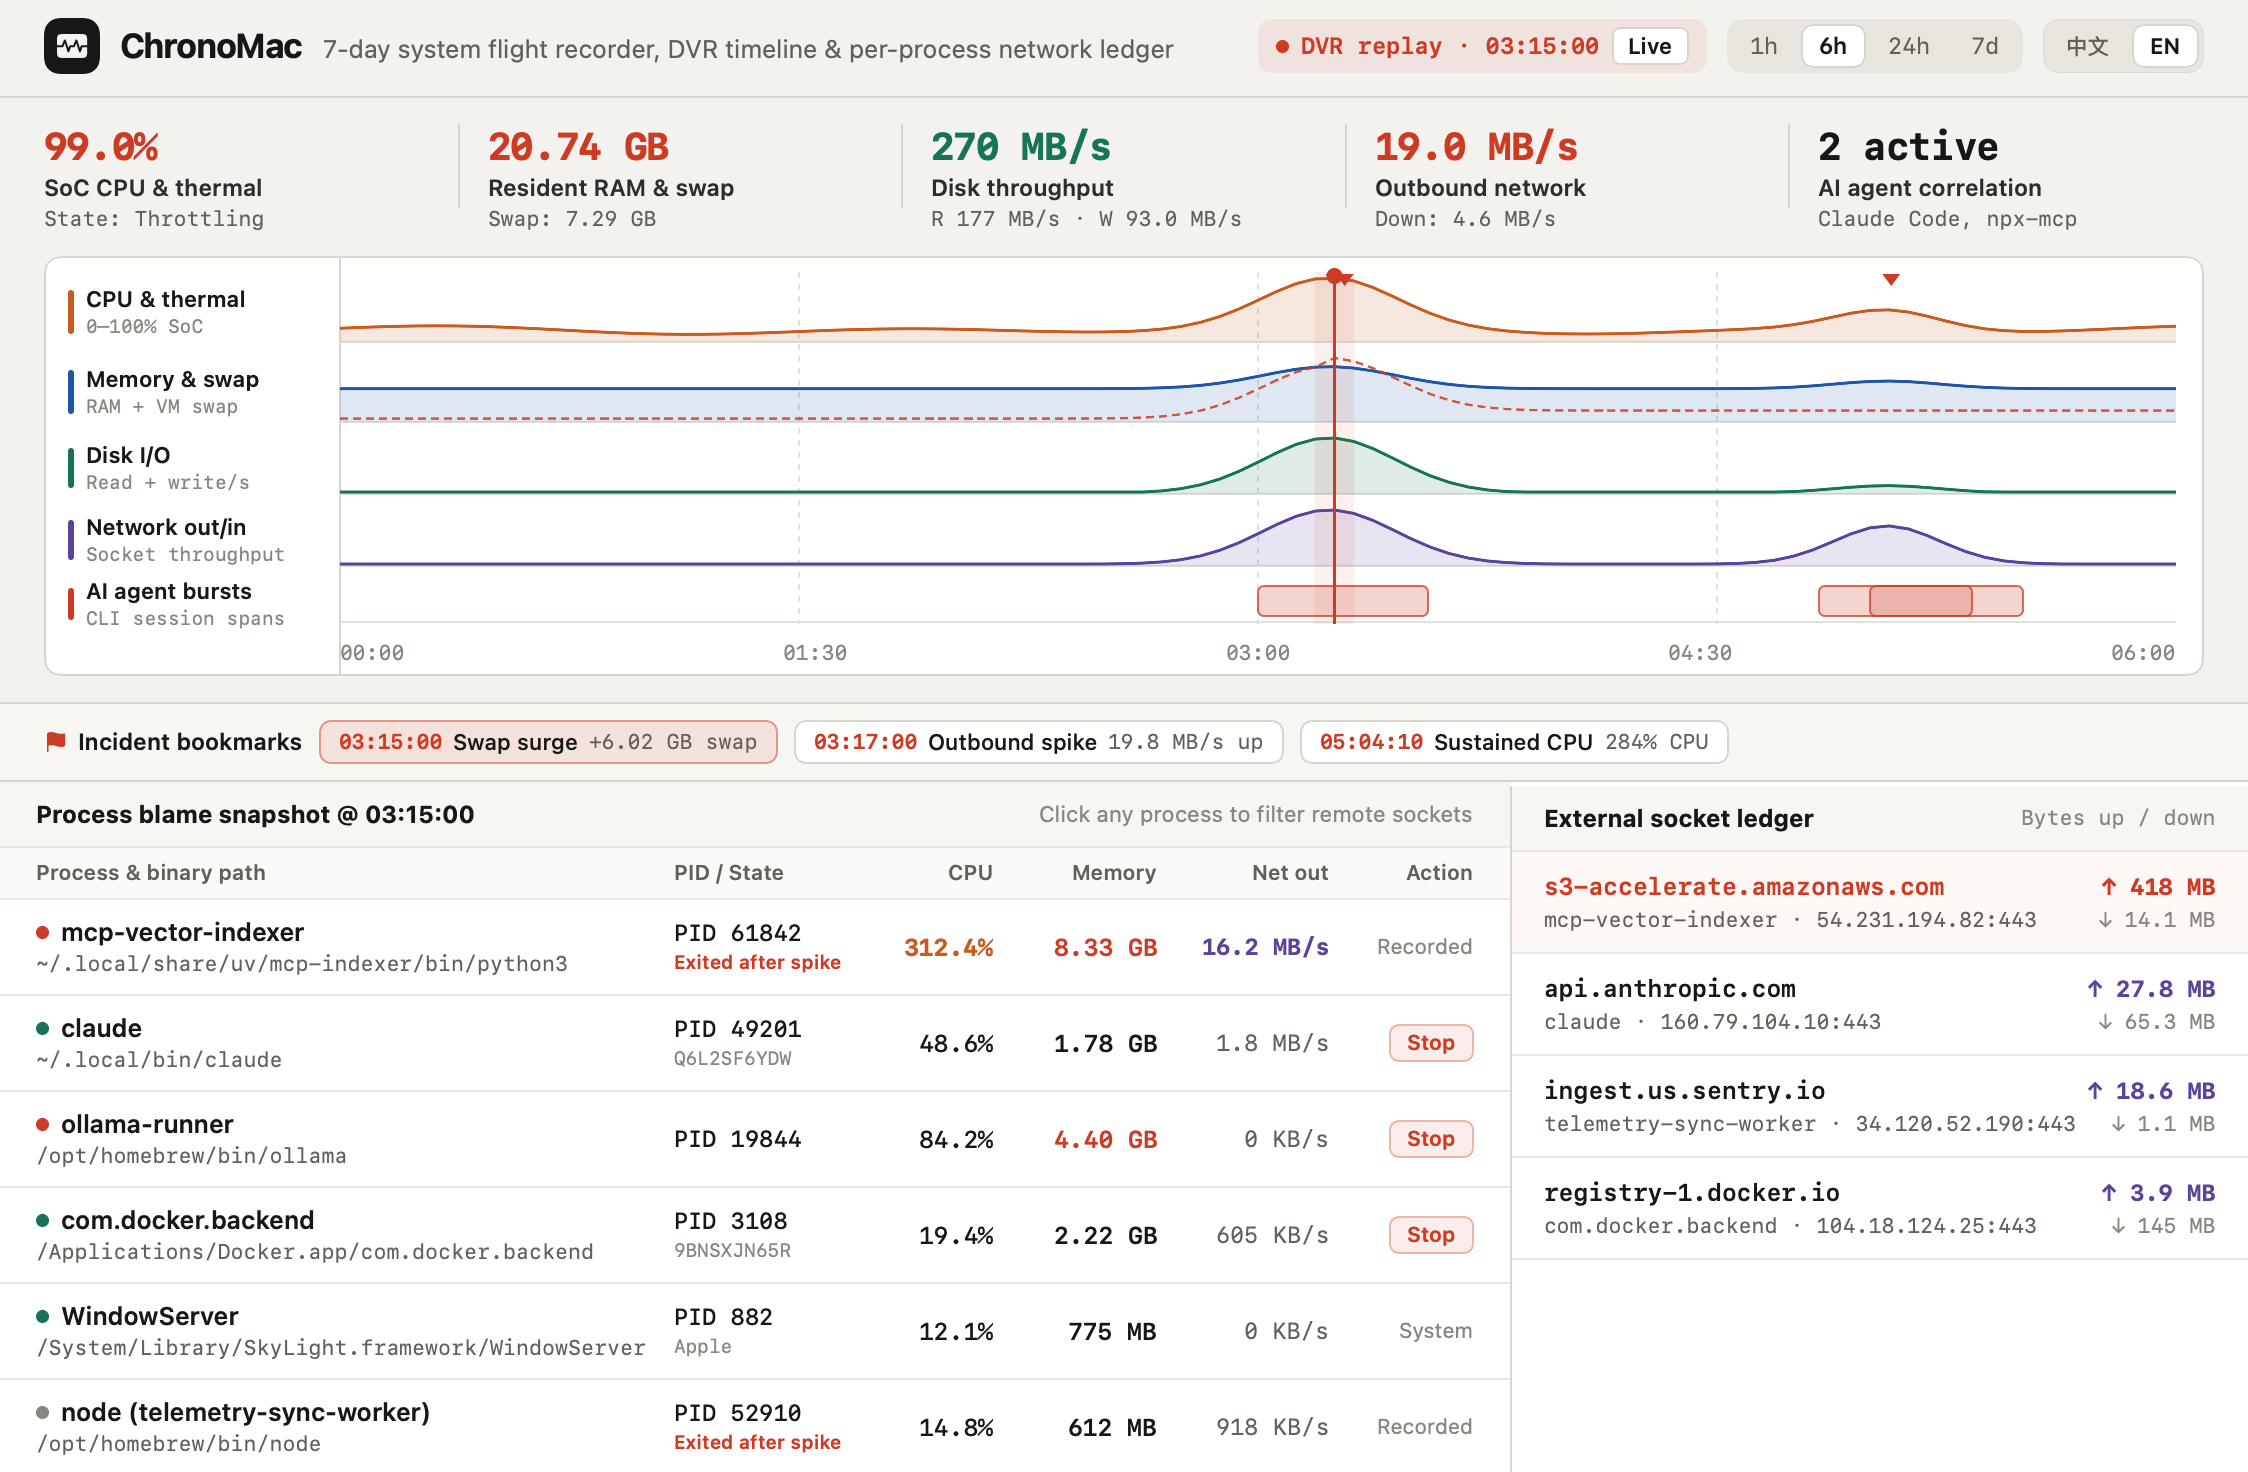 ChronoMac
7-day system flight recorder, DVR timeline & per-process network ledger
DVR replay · 03:15:00
Live
1h
6h
24h
7d
中文
EN
99.0%
SoC CPU & thermal
State: Throttling
20.74 GB
Resident RAM & swap
Swap: 7.29 GB
270 MB/s
Disk throughput
R 177 MB/s · W 93.0 MB/s
19.0 MB/s
Outbound network
Down: 4.6 MB/s
2 active
AI agent correlation
Claude Code, npx-mcp
CPU & thermal
0–100% SoC
Memory & swap
RAM + VM swap
Disk I/O
Read + write/s
Network out/in
Socket throughput
AI agent bursts
CLI session spans
00:00
01:30
03:00
04:30
06:00
Incident bookmarks
03:15:00 Swap surge +6.02 GB swap
03:17:00 Outbound spike 19.8 MB/s up
05:04:10 Sustained CPU 284% CPU
Process blame snapshot @ 03:15:00
Click any process to filter remote sockets
Process & binary path
PID / State
CPU
Memory
Net out
Action
mcp-vector-indexer
~/.local/share/uv/mcp-indexer/bin/python3
PID 61842
Exited after spike
312.4%
8.33 GB
16.2 MB/s
Recorded
claude
~/.local/bin/claude
PID 49201
Q6L2SF6YDW
48.6%
1.78 GB
1.8 MB/s
Stop
ollama-runner
/opt/homebrew/bin/ollama
PID 19844
84.2%
4.40 GB
0 KB/s
Stop
com.docker.backend
/Applications/Docker.app/com.docker.backend
PID 3108
9BNSXJN65R
19.4%
2.22 GB
605 KB/s
Stop
WindowServer
/System/Library/SkyLight.framework/WindowServer
PID 882
Apple
12.1%
775 MB
0 KB/s
System
node (telemetry-sync-worker)
/opt/homebrew/bin/node
PID 52910
Exited after spike
14.8%
612 MB
918 KB/s
Recorded
External socket ledger
Bytes up / down
s3-accelerate.amazonaws.com
↑ 418 MB
mcp-vector-indexer · 54.231.194.82:443
↓ 14.1 MB
api.anthropic.com
↑ 27.8 MB
claude · 160.79.104.10:443
↓ 65.3 MB
ingest.us.sentry.io
↑ 18.6 MB
telemetry-sync-worker · 34.120.52.190:443
↓ 1.1 MB
registry-1.docker.io
↑ 3.9 MB
com.docker.backend · 104.18.124.25:443
↓ 145 MB